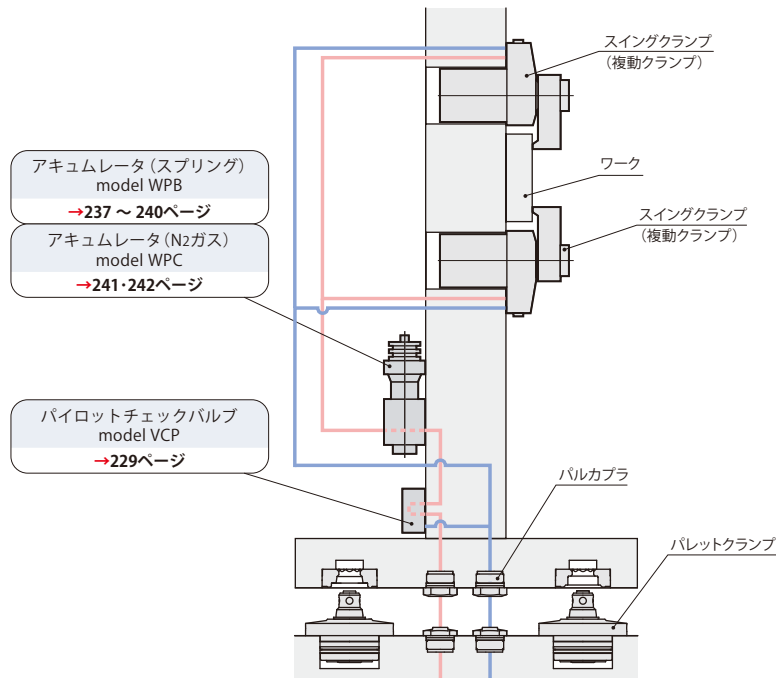 スイングクランプ
（複動クランプ）
アキュムレータ（スプリング）
model WPB
→237 ～ 240ページ
ワーク
アキュムレータ（N2ガス）
model WPC
→241･242ページ
スイングクランプ
（複動クランプ）
パイロットチェックバルブ
model VCP
→229ページ
パルカプラ
パレットクランプ